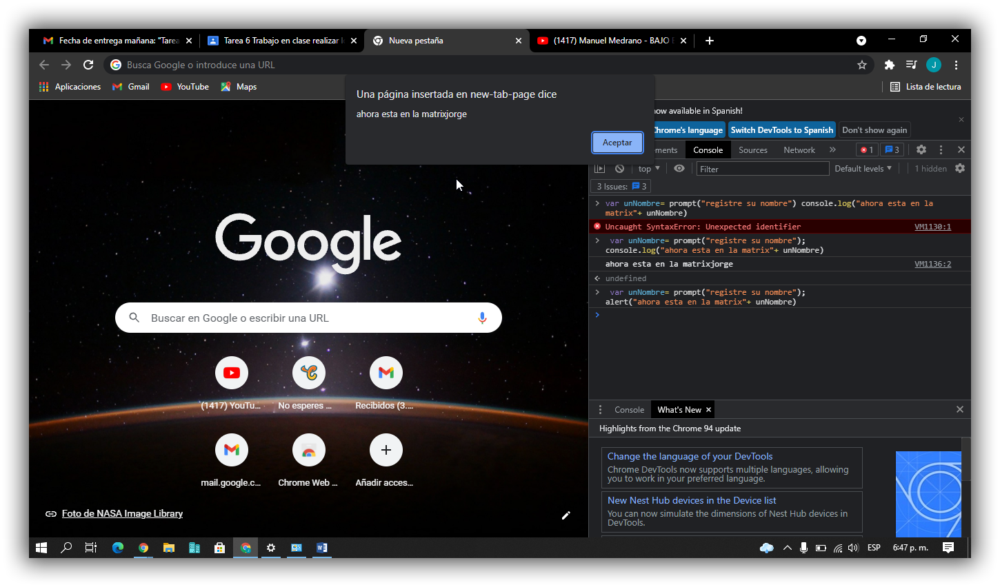 Fecha de entrega mañana: "Tarea
Tarea 6 Trabajo en clase realizar l
Nueva pestaña
(1417) Manuel Medrano - BAJO
Busca Google o introduce una URL
J
Aplicaciones
Gmail
YouTube
Maps
Lista de lectura
Una página insertada en new-tab-page dice
ahora esta en la matrixjorge
Aceptar
now available in Spanish!
Chrome's language
Switch DevTools to Spanish
Don't show again
ments
Console
Sources
Network
1
3
top
Filter
Default levels
1 hidden
3 Issues:
3
var unNombre= prompt("registre su nombre") console.log("ahora esta en la
matrix"+ unNombre)
Uncaught SyntaxError: Unexpected identifier
VM1130:1
var unNombre= prompt("registre su nombre");
console.log("ahora esta en la matrix"+ unNombre)
ahora esta en la matrixjorge
VM1136:2
undefined
var unNombre= prompt("registre su nombre");
alert("ahora esta en la matrix"+ unNombre)
Google
Buscar en Google o escribir una URL
(1417) YouTu...
No esperes ...
Recibidos (3....
mail.google.c...
Chrome Web ...
Añadir acces...
Foto de NASA Image Library
Console
What's New
Highlights from the Chrome 94 update
Change the language of your DevTools
Chrome DevTools now supports multiple languages, allowing
you to work in your preferred language.
New Nest Hub devices in the Device list
You can now simulate the dimensions of Nest Hub devices in
DevTools.
ESP
6:47 p. m.